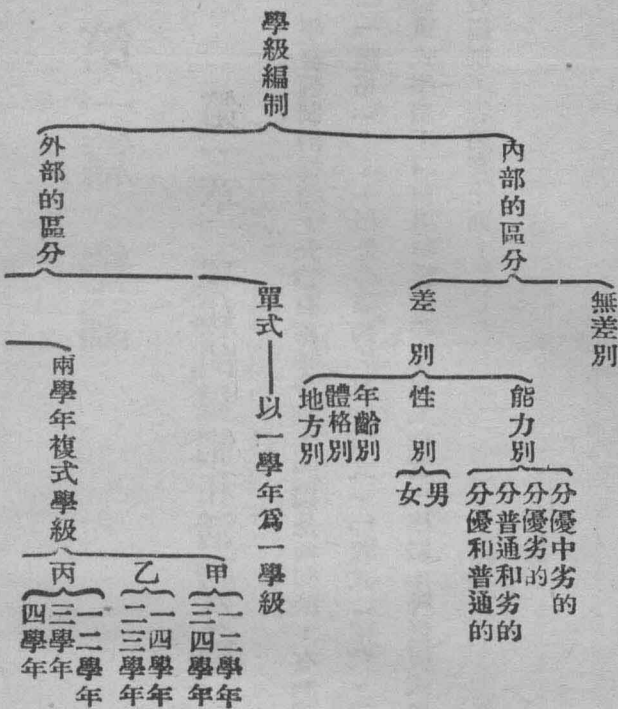 學級編制
內部的區分
無差別
差別
能力別
分優中劣的
分優劣的
分普通和劣的
分優和普通的
性別
男
女
年齡別
體格別
地方別
外部的區分
單式——以一學年爲一學級
兩學年複式學級
甲
一二學年
三四學年
乙
一四學年
二三學年
丙
一二學年
三學年
四學年